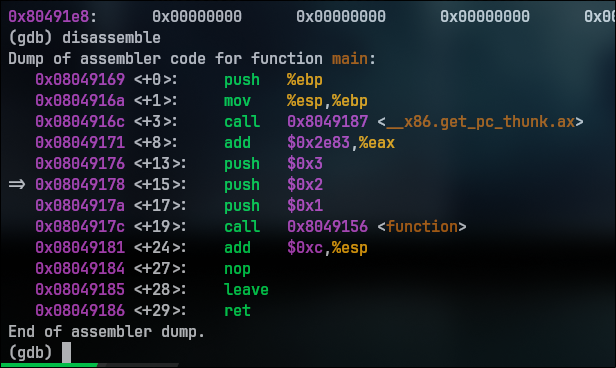 0x80491e8:      0x00000000      0x00000000      0x00000000
(gdb) disassemble
Dump of assembler code for function main:
   0x08049169 <+0>:     push   %ebp
   0x0804916a <+1>:     mov    %esp,%ebp
   0x0804916c <+3>:     call   0x8049187 <__x86.get_pc_thunk.ax>
   0x08049171 <+8>:     add    $0x2e83,%eax
   0x08049176 <+13>:    push   $0x3
=> 0x08049178 <+15>:    push   $0x2
   0x0804917a <+17>:    push   $0x1
   0x0804917c <+19>:    call   0x8049156 <function>
   0x08049181 <+24>:    add    $0xc,%esp
   0x08049184 <+27>:    nop
   0x08049185 <+28>:    leave
   0x08049186 <+29>:    ret
End of assembler dump.
(gdb)